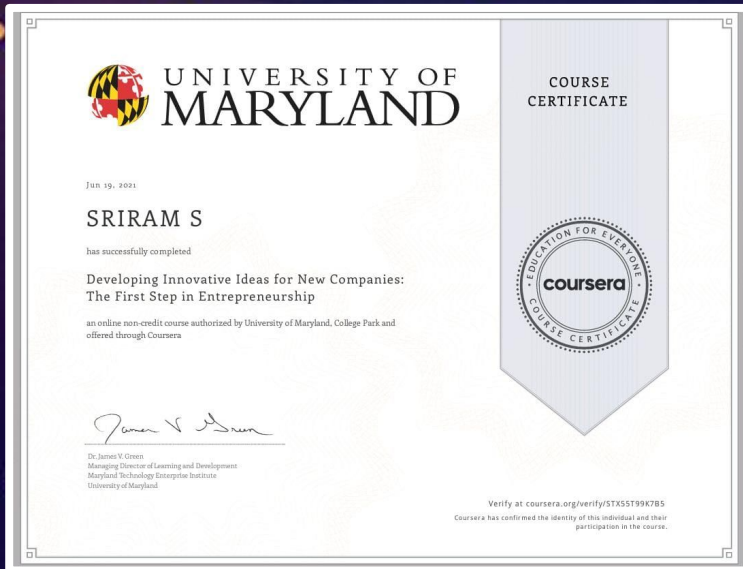 UNIVERSITY OF
MARYLAND
COURSE
CERTIFICATE
Jun 19, 2021
SRIRAM S
has successfully completed
Developing Innovative Ideas for New Companies:
The First Step in Entrepreneurship
an online non-credit course authorized by University of Maryland, College Park and
offered through Coursera
EDUCATION FOR EVERYONE
coursera
COURSE CERTIFICATE
James V Green
Dr. James V. Green
Managing Director of Learning and Development
Maryland Technology Enterprise Institute
University of Maryland
Verify at coursera.org/verify/STX55T99K7B5
Coursera has confirmed the identity of this individual and their
participation in the course.